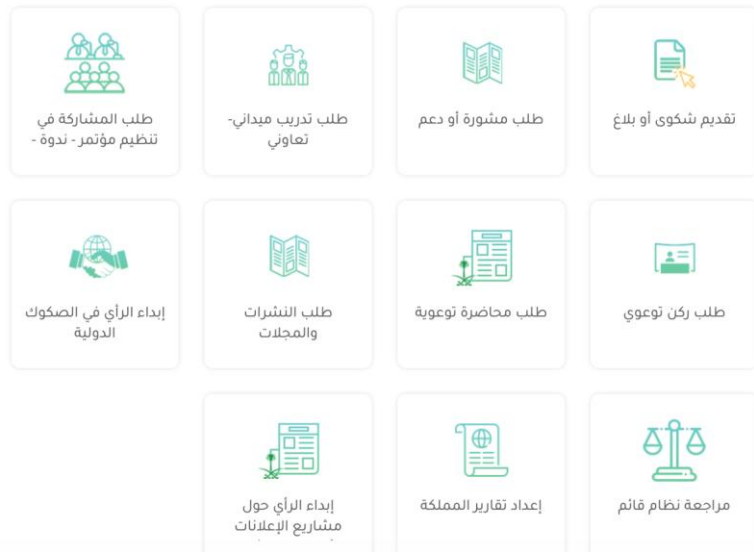 تقديم شكوى أو بلاغ
طلب مشورة أو دعم
طلب تدريب ميداني-
تعاوني
طلب المشاركة في
تنظيم مؤتمر - ندوة -
طلب ركن توعوي
طلب محاضرة توعوية
طلب النشرات
والمجلات
إبداء الرأي في الصكوك
الدولية
مراجعة نظام قائم
إعداد تقارير المملكة
إبداء الرأي حول
مشاريع الإعلانات